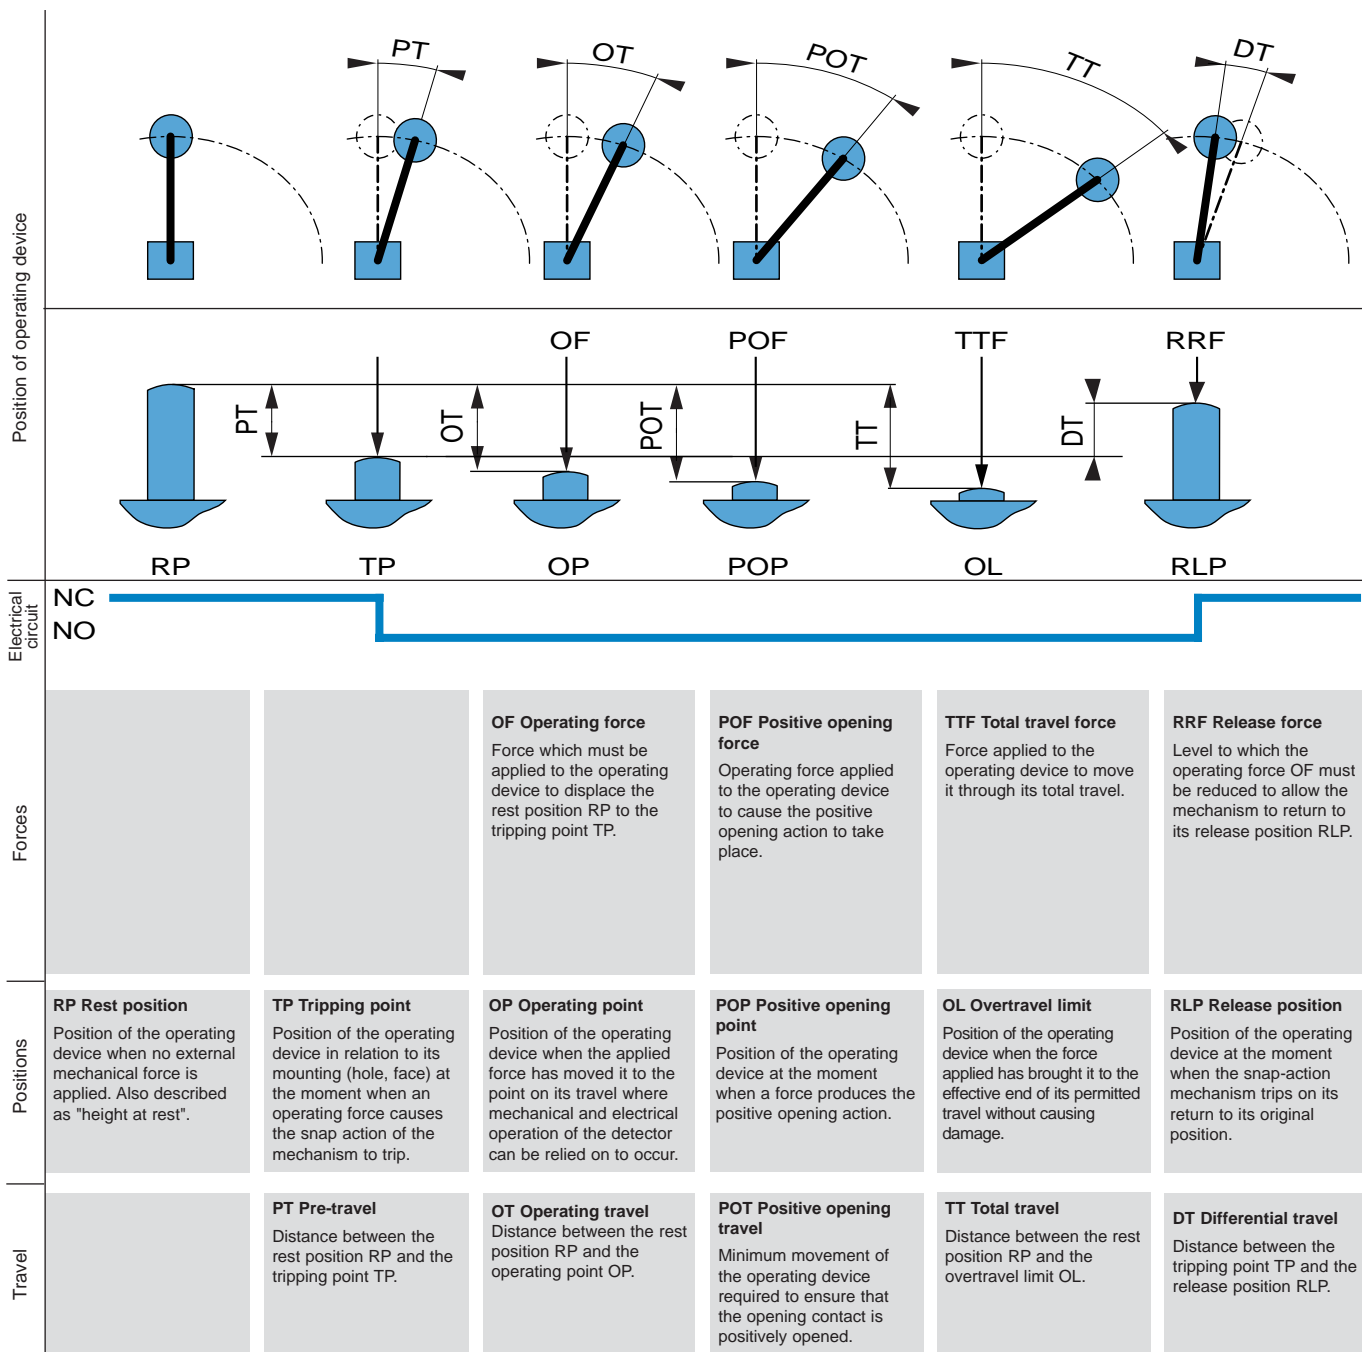 PT
OT
POT
TT
DT
Position of operating device
OF
POF
TTF
RRF
PT
OT
POT
TT
DT
RP
TP
OP
POP
OL
RLP
Electrical
circuit
NC
NO
Forces
OF Operating force
Force which must be
applied to the operating
device to displace the
rest position RP to the
tripping point TP.
POF Positive opening
force
Operating force applied
to the operating device
to cause the positive
opening action to take
place.
TTF Total travel force
Force applied to the
operating device to move
it through its total travel.
RRF Release force
Level to which the
operating force OF must
be reduced to allow the
mechanism to return to
its release position RLP.
Positions
RP Rest position
Position of the operating
device when no external
mechanical force is
applied. Also described
as "height at rest".
TP Tripping point
Position of the operating
device in relation to its
mounting (hole, face) at
the moment when an
operating force causes
the snap action of the
mechanism to trip.
OP Operating point
Position of the operating
device when the applied
force has moved it to the
point on its travel where
mechanical and electrical
operation of the detector
can be relied on to occur.
POP Positive opening
point
Position of the operating
device at the moment
when a force produces the
positive opening action.
OL Overtravel limit
Position of the operating
device when the force
applied has brought it to the
effective end of its permitted
travel without causing
damage.
RLP Release position
Position of the operating
device at the moment
when the snap-action
mechanism trips on its
return to its original
position.
Travel
PT Pre-travel
Distance between the
rest position RP and the
tripping point TP.
OT Operating travel
Distance between the rest
position RP and the
operating point OP.
POT Positive opening
travel
Minimum movement of
the operating device
required to ensure that
the opening contact is
positively opened.
TT Total travel
Distance between the rest
position RP and the
overtravel limit OL.
DT Differential travel
Distance between the
tripping point TP and the
release position RLP.